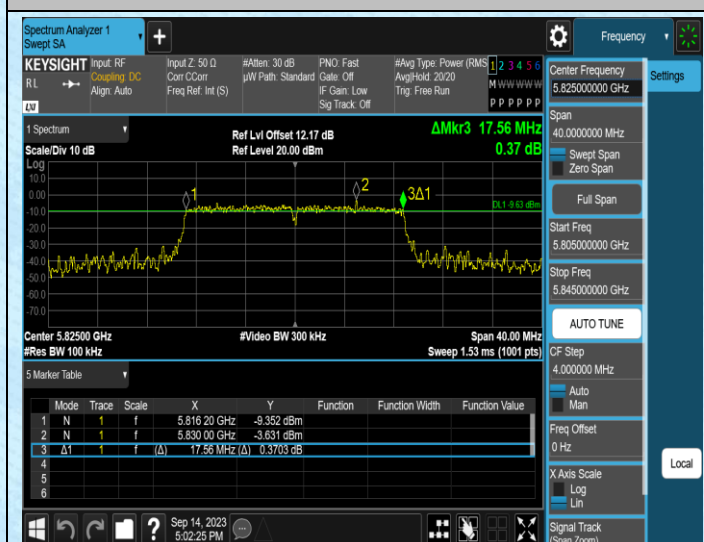 Spectrum Analyzer 1
Swept SA
Frequency
KEYSIGHT
Input: RF
Coupling: DC
Align: Auto
Input Z: 50 Ω
Corr CCorr
Freq Ref: Int (S)
#Atten: 30 dB
µW Path: Standard
PNO: Fast
Gate: Off
IF Gain: Low
Sig Track: Off
#Avg Type: Power (RMS
Avg|Hold: 20/20
Trig: Free Run
1 2 3 4 5 6
M W W W W W
P P P P P P
R L
LXI
1 Spectrum
Scale/Div 10 dB
Ref Lvl Offset 12.17 dB
Ref Level 20.00 dBm
ΔMkr3 17.56 MHz
0.37 dB
Log
10.0
0.00
-10.0
-20.0
-30.0
-40.0
-50.0
-60.0
-70.0
1
2
3Δ1
DL1 -9.63 dBm
Center 5.82500 GHz
#Res BW 100 kHz
#Video BW 300 kHz
Span 40.00 MHz
Sweep 1.53 ms (1001 pts)
5 Marker Table
Mode Trace Scale X Y Function Function Width Function Value
1 N 1 f 5.816 20 GHz -9.352 dBm
2 N 1 f 5.830 00 GHz -3.631 dBm
3 Δ1 1 f (Δ) 17.56 MHz (Δ) 0.3703 dB
4
5
6
Sep 14, 2023
5:02:25 PM
?
Center Frequency
5.825000000 GHz
Span
40.0000000 MHz
Swept Span
Zero Span
Full Span
Start Freq
5.805000000 GHz
Stop Freq
5.845000000 GHz
AUTO TUNE
CF Step
4.000000 MHz
Auto
Man
Freq Offset
0 Hz
X Axis Scale
Log
Lin
Signal Track
(Span Zoom)
Settings
Local